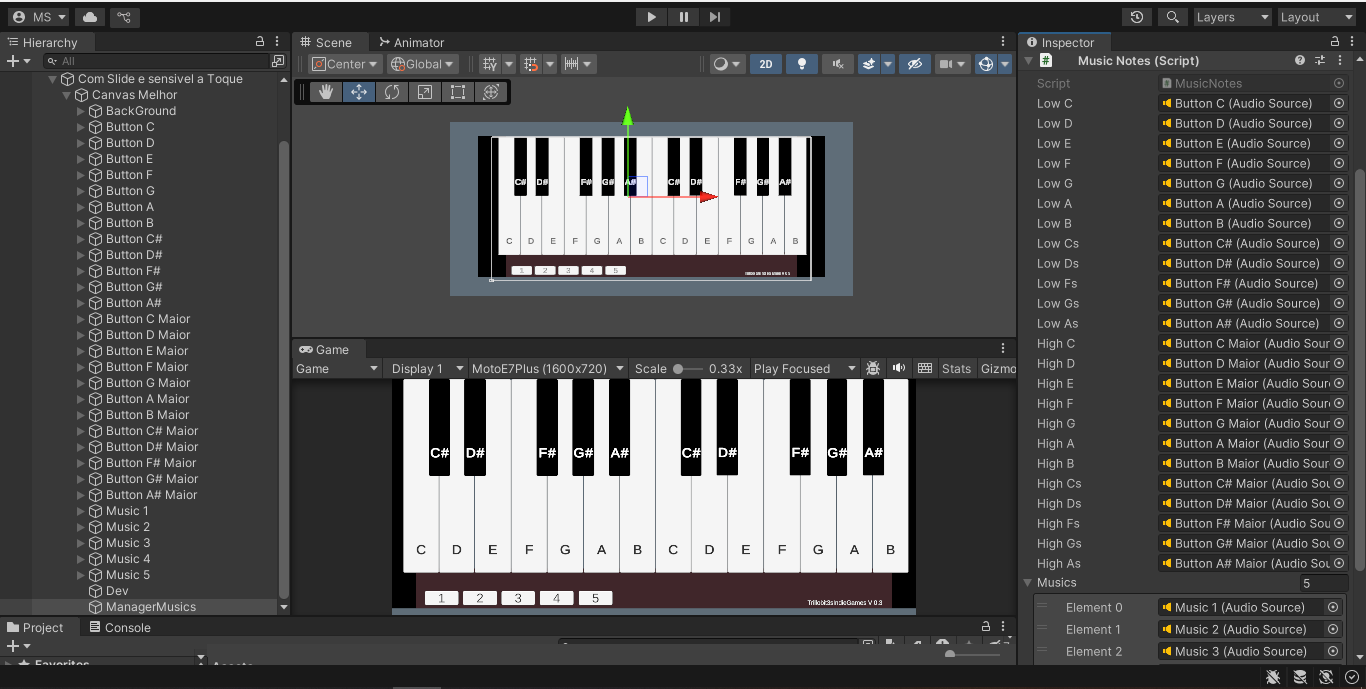 MS
Layers
Layout
Hierarchy
All
Com Slide e sensivel a Toque
Canvas Melhor
BackGround
Button C
Button D
Button E
Button F
Button G
Button A
Button B
Button C#
Button D#
Button F#
Button G#
Button A#
Button C Maior
Button D Maior
Button E Maior
Button F Maior
Button G Maior
Button A Maior
Button B Maior
Button C# Maior
Button D# Maior
Button F# Maior
Button G# Maior
Button A# Maior
Music 1
Music 2
Music 3
Music 4
Music 5
Dev
ManagerMusics
Scene
Animator
Center
Global
2D
C# D# F# G# A# C# D# F# G# A#
C D E F G A B C D E F G A B
1 2 3 4 5
Game
Game Display 1 MotoE7Plus (1600x720) Scale 0.33x Play Focused Stats Gizmo
C# D# F# G# A# C# D# F# G# A#
C D E F G A B C D E F G A B
1 2 3 4 5
Trillobit3sIndieGames V 0.3
Project
Console
Favorites
Assets
Inspector
# Music Notes (Script)
Script MusicNotes
Low C Button C (Audio Source)
Low D Button D (Audio Source)
Low E Button E (Audio Source)
Low F Button F (Audio Source)
Low G Button G (Audio Source)
Low A Button A (Audio Source)
Low B Button B (Audio Source)
Low Cs Button C# (Audio Source)
Low Ds Button D# (Audio Source)
Low Fs Button F# (Audio Source)
Low Gs Button G# (Audio Source)
Low As Button A# (Audio Source)
High C Button C Maior (Audio Sour
High D Button D Maior (Audio Sour
High E Button E Maior (Audio Sour
High F Button F Maior (Audio Sour
High G Button G Maior (Audio Sour
High A Button A Maior (Audio Sour
High B Button B Maior (Audio Sour
High Cs Button C# Maior (Audio Sou
High Ds Button D# Maior (Audio Sou
High Fs Button F# Maior (Audio Sou
High Gs Button G# Maior (Audio Sou
High As Button A# Maior (Audio Sou
Musics 5
Element 0 Music 1 (Audio Source)
Element 1 Music 2 (Audio Source)
Element 2 Music 3 (Audio Source)